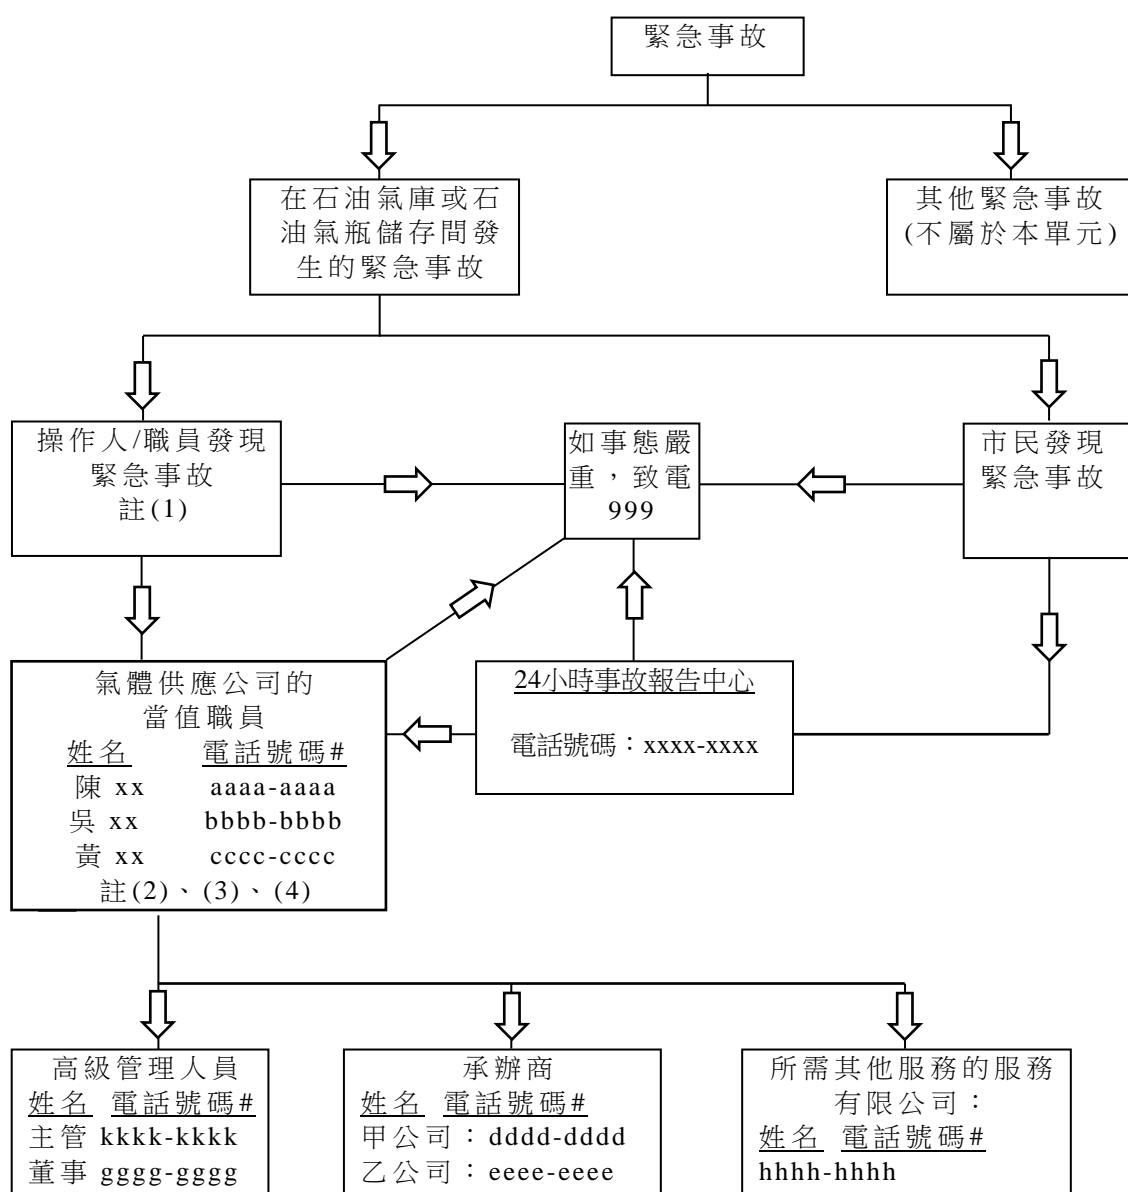 緊急事故
在石油氣庫或石
油氣瓶儲存間發
生的緊急事故
其他緊急事故
(不屬於本單元)
操作人/職員發現
緊急事故
註(1)
如事態嚴
重，致電
999
市民發現
緊急事故
氣體供應公司的
當值職員
姓名 電話號碼#
陳 xx aaaa-aaaa
吳 xx bbbb-bbbb
黃 xx cccc-cccc
註(2)、(3)、(4)
24小時事故報告中心
電話號碼：xxxx-xxxx
高級管理人員
姓名 電話號碼#
主管 kkkk-kkkk
董事 gggg-gggg
承辦商
姓名 電話號碼#
甲公司：dddd-dddd
乙公司：eeee-eeee
所需其他服務的服務
有限公司：
姓名 電話號碼#
hhhh-hhhh